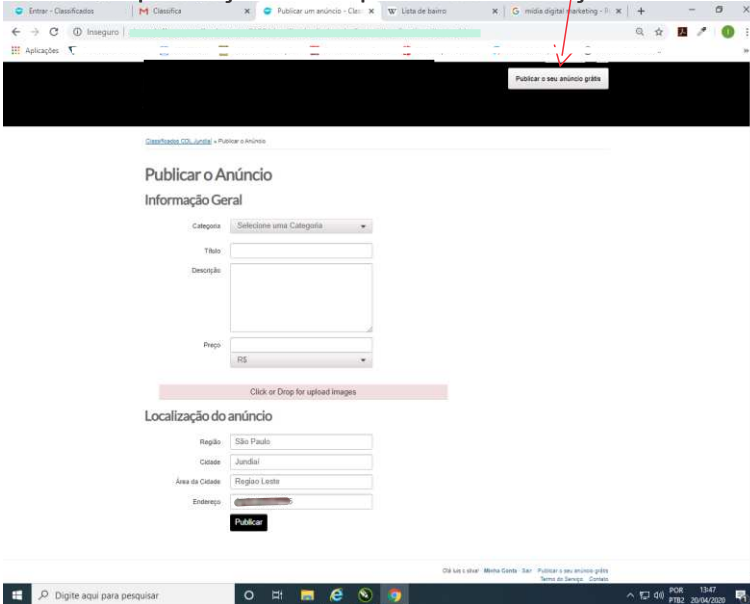 Entrar - Classificados
Classifica
Publicar um anúncio - Clas
Lista de bairro
mídia digital marketing
Inseguro
Aplicações
Publicar o seu anúncio grátis
Classificados CDL Jundiaí » Publicar o Anúncio
Publicar o Anúncio
Informação Geral
Categoria Selecione uma Categoria
Título
Descrição
Preço
R$
Click or Drop for upload images
Localização do anúncio
Região São Paulo
Cidade Jundiaí
Área da Cidade Regiao Leste
Endereço
Publicar
Minha Conta · Sair Publicar o seu anúncio grátis
Termo de Serviço Contato
Digite aqui para pesquisar
POR 13:47
PTB2 20/04/2020